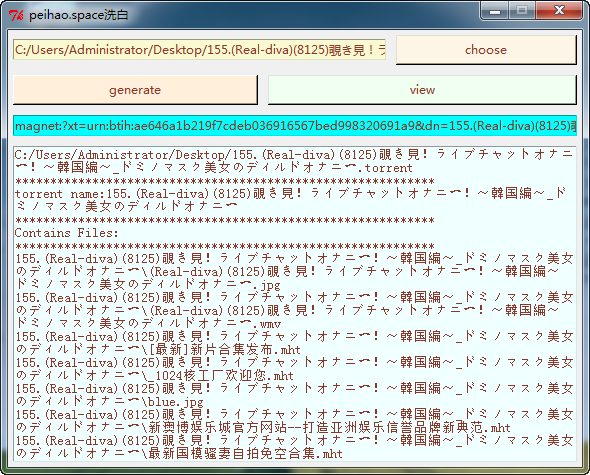 peihao.space洗白
C:/Users/Administrator/Desktop/155.(Real-diva)(8125)覗き見！ラ
choose
generate
view
magnet:?xt=urn:btih:ae646a1b219f7cdeb036916567bed998320691a9&dn=155.(Real-diva)(8125)覗
C:/Users/Administrator/Desktop/155.(Real-diva)(8125)覗き見！ライブチャットオナニ
ー！～韓国編～_ドミノマスク美女のディルドオナニー.torrent
**********************************************************
torrent name:155.(Real-diva)(8125)覗き見！ライブチャットオナニー！～韓国編～_ド
ミノマスク美女のディルドオナニー
**********************************************************
Contains Files:
**********************************************************
155.(Real-diva)(8125)覗き見！ライブチャットオナニー！～韓国編～_ドミノマスク美女
のディルドオナニー\(Real-diva)(8125)覗き見！ライブチャットオナニー！～韓国編～_
ドミノマスク美女のディルドオナニー.jpg
155.(Real-diva)(8125)覗き見！ライブチャットオナニー！～韓国編～_ドミノマスク美女
のディルドオナニー\(Real-diva)(8125)覗き見！ライブチャットオナニー！～韓国編～_
ドミノマスク美女のディルドオナニー.wmv
155.(Real-diva)(8125)覗き見！ライブチャットオナニー！～韓国編～_ドミノマスク美女
のディルドオナニー\[最新]新片合集发布.mht
155.(Real-diva)(8125)覗き見！ライブチャットオナニー！～韓国編～_ドミノマスク美女
のディルドオナニー\_1024核工厂欢迎您.mht
155.(Real-diva)(8125)覗き見！ライブチャットオナニー！～韓国編～_ドミノマスク美女
のディルドオナニー\blue.jpg
155.(Real-diva)(8125)覗き見！ライブチャットオナニー！～韓国編～_ドミノマスク美女
のディルドオナニー\新澳博娱乐城官方网站--打造亚洲娱乐信誉品牌新典范.mht
155.(Real-diva)(8125)覗き見！ライブチャットオナニー！～韓国編～_ドミノマスク美女
のディルドオナニー\最新国模骚妻自拍免空合集.mht